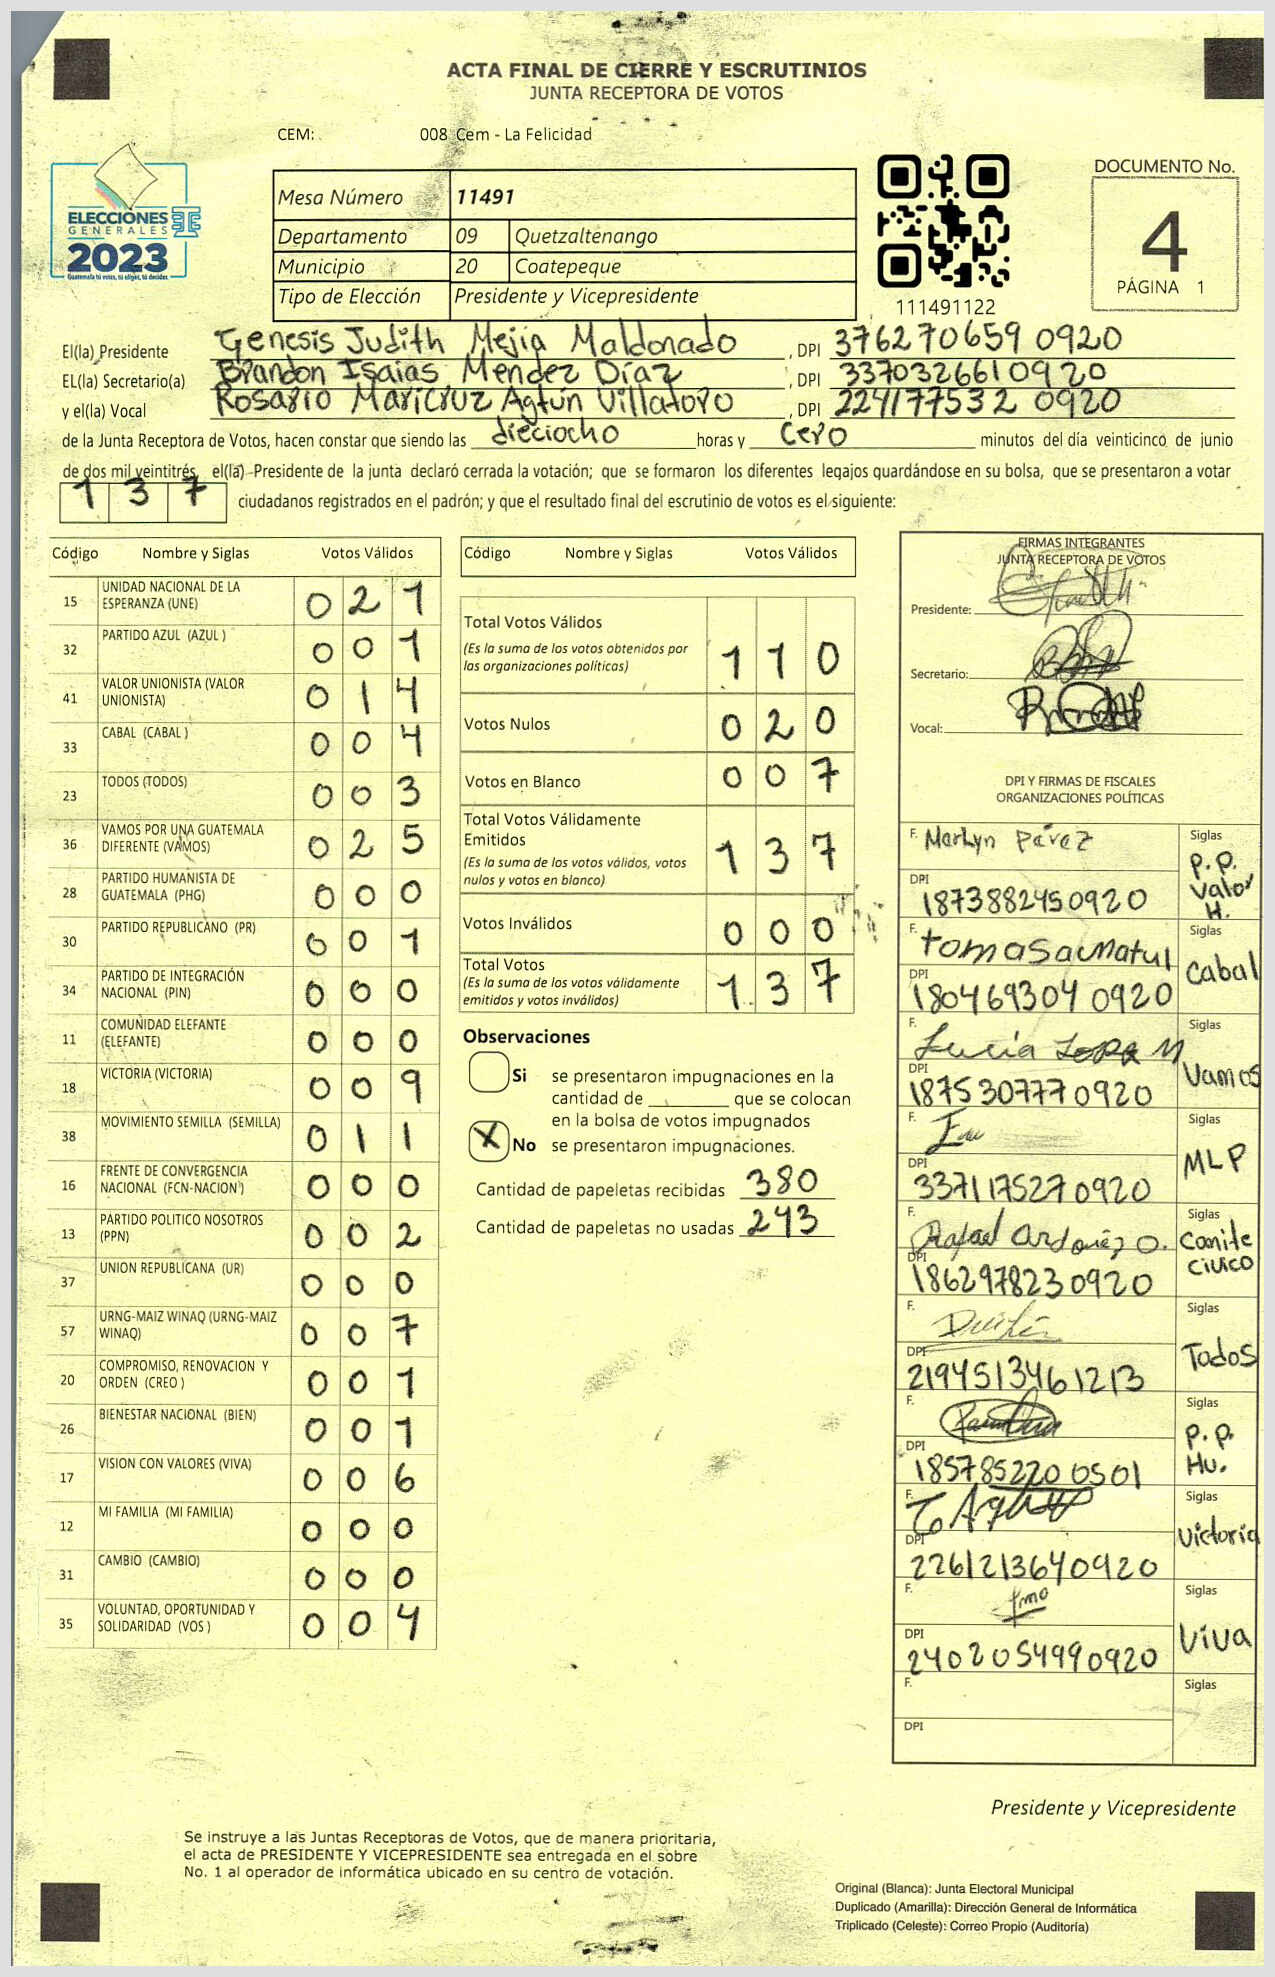 ACTA FINAL DE CIERRE Y ESCRUTINIOS
JUNTA RECEPTORA DE VOTOS
CEM: 008 Cem - La Felicidad
ELECCIONES
GENERALES
2023
Guatemala tú votas, tú eliges, tú decides
Mesa Número 11491
Departamento 09 Quetzaltenango
Municipio 20 Coatepeque
Tipo de Elección Presidente y Vicepresidente
111491122
DOCUMENTO No.
4
PÁGINA 1
El(la) Presidente Genesis Judith Mejia Maldonado , DPI 376270659 0920
EL(la) Secretario(a) Brandon Isaias Mendez Díaz , DPI 3370326610920
y el(la) Vocal Rosario Maricruz Agtún Villatoro , DPI 224177532 0920
de la Junta Receptora de Votos, hacen constar que siendo las dieciocho horas y cero minutos del día veinticinco de junio
de dos mil veintitrés, el(la) Presidente de la junta declaró cerrada la votación; que se formaron los diferentes legajos guardándose en su bolsa, que se presentaron a votar
137 ciudadanos registrados en el padrón; y que el resultado final del escrutinio de votos es el siguiente:
Código Nombre y Siglas Votos Válidos
15 UNIDAD NACIONAL DE LA ESPERANZA (UNE) 0 2 1
32 PARTIDO AZUL (AZUL ) 0 0 1
41 VALOR UNIONISTA (VALOR UNIONISTA) 0 1 4
33 CABAL (CABAL ) 0 0 4
23 TODOS (TODOS) 0 0 3
36 VAMOS POR UNA GUATEMALA DIFERENTE (VAMOS) 0 2 5
28 PARTIDO HUMANISTA DE GUATEMALA (PHG) 0 0 0
30 PARTIDO REPUBLICANO (PR) 0 0 1
34 PARTIDO DE INTEGRACIÓN NACIONAL (PIN) 0 0 0
11 COMUNIDAD ELEFANTE (ELEFANTE) 0 0 0
18 VICTORIA (VICTORIA) 0 0 9
38 MOVIMIENTO SEMILLA (SEMILLA) 0 1 1
16 FRENTE DE CONVERGENCIA NACIONAL (FCN-NACION) 0 0 0
13 PARTIDO POLITICO NOSOTROS (PPN) 0 0 2
37 UNION REPUBLICANA (UR) 0 0 0
57 URNG-MAIZ WINAQ (URNG-MAIZ WINAQ) 0 0 7
20 COMPROMISO, RENOVACION Y ORDEN (CREO ) 0 0 1
26 BIENESTAR NACIONAL (BIEN) 0 0 1
17 VISION CON VALORES (VIVA) 0 0 6
12 MI FAMILIA (MI FAMILIA) 0 0 0
31 CAMBIO (CAMBIO) 0 0 0
35 VOLUNTAD, OPORTUNIDAD Y SOLIDARIDAD (VOS ) 0 0 4
Código Nombre y Siglas Votos Válidos
Total Votos Válidos 1 1 0
(Es la suma de los votos obtenidos por
las organizaciones políticas)
Votos Nulos 0 2 0
Votos en Blanco 0 0 7
Total Votos Válidamente
Emitidos 1 3 7
(Es la suma de los votos válidos, votos
nulos y votos en blanco)
Votos Inválidos 0 0 0
Total Votos 1 3 7
(Es la suma de los votos válidamente
emitidos y votos inválidos)
Observaciones
Si se presentaron impugnaciones en la
cantidad de ________ que se colocan
en la bolsa de votos impugnados
X No se presentaron impugnaciones.
Cantidad de papeletas recibidas 380
Cantidad de papeletas no usadas 243
FIRMAS INTEGRANTES
JUNTA RECEPTORA DE VOTOS
Presidente:
Secretario:
Vocal:
DPI Y FIRMAS DE FISCALES
ORGANIZACIONES POLÍTICAS
F. Marlyn Pérez Siglas P.P. Valor H.
DPI 1873882450920
F. tomasa Matul Siglas Cabal
DPI 180469304 0920
F. Lucia Siglas Vamos
DPI 1875307770920
F. Siglas MLP
DPI 3371175270920
F. Rafael Ordoñez O. Siglas Comite civico
DPI 1862978230920
F. Siglas Todos
DPI 2194513461213
F. Siglas P.P. Hu.
DPI 185785220 0501
F. Siglas Victoria
DPI 2261213640920
F. Siglas Viva
DPI 2402054990920
F. Siglas
DPI
Presidente y Vicepresidente
Se instruye a las Juntas Receptoras de Votos, que de manera prioritaria,
el acta de PRESIDENTE Y VICEPRESIDENTE sea entregada en el sobre
No. 1 al operador de informática ubicado en su centro de votación.
Original (Blanca): Junta Electoral Municipal
Duplicado (Amarilla): Dirección General de Informática
Triplicado (Celeste): Correo Propio (Auditoría)